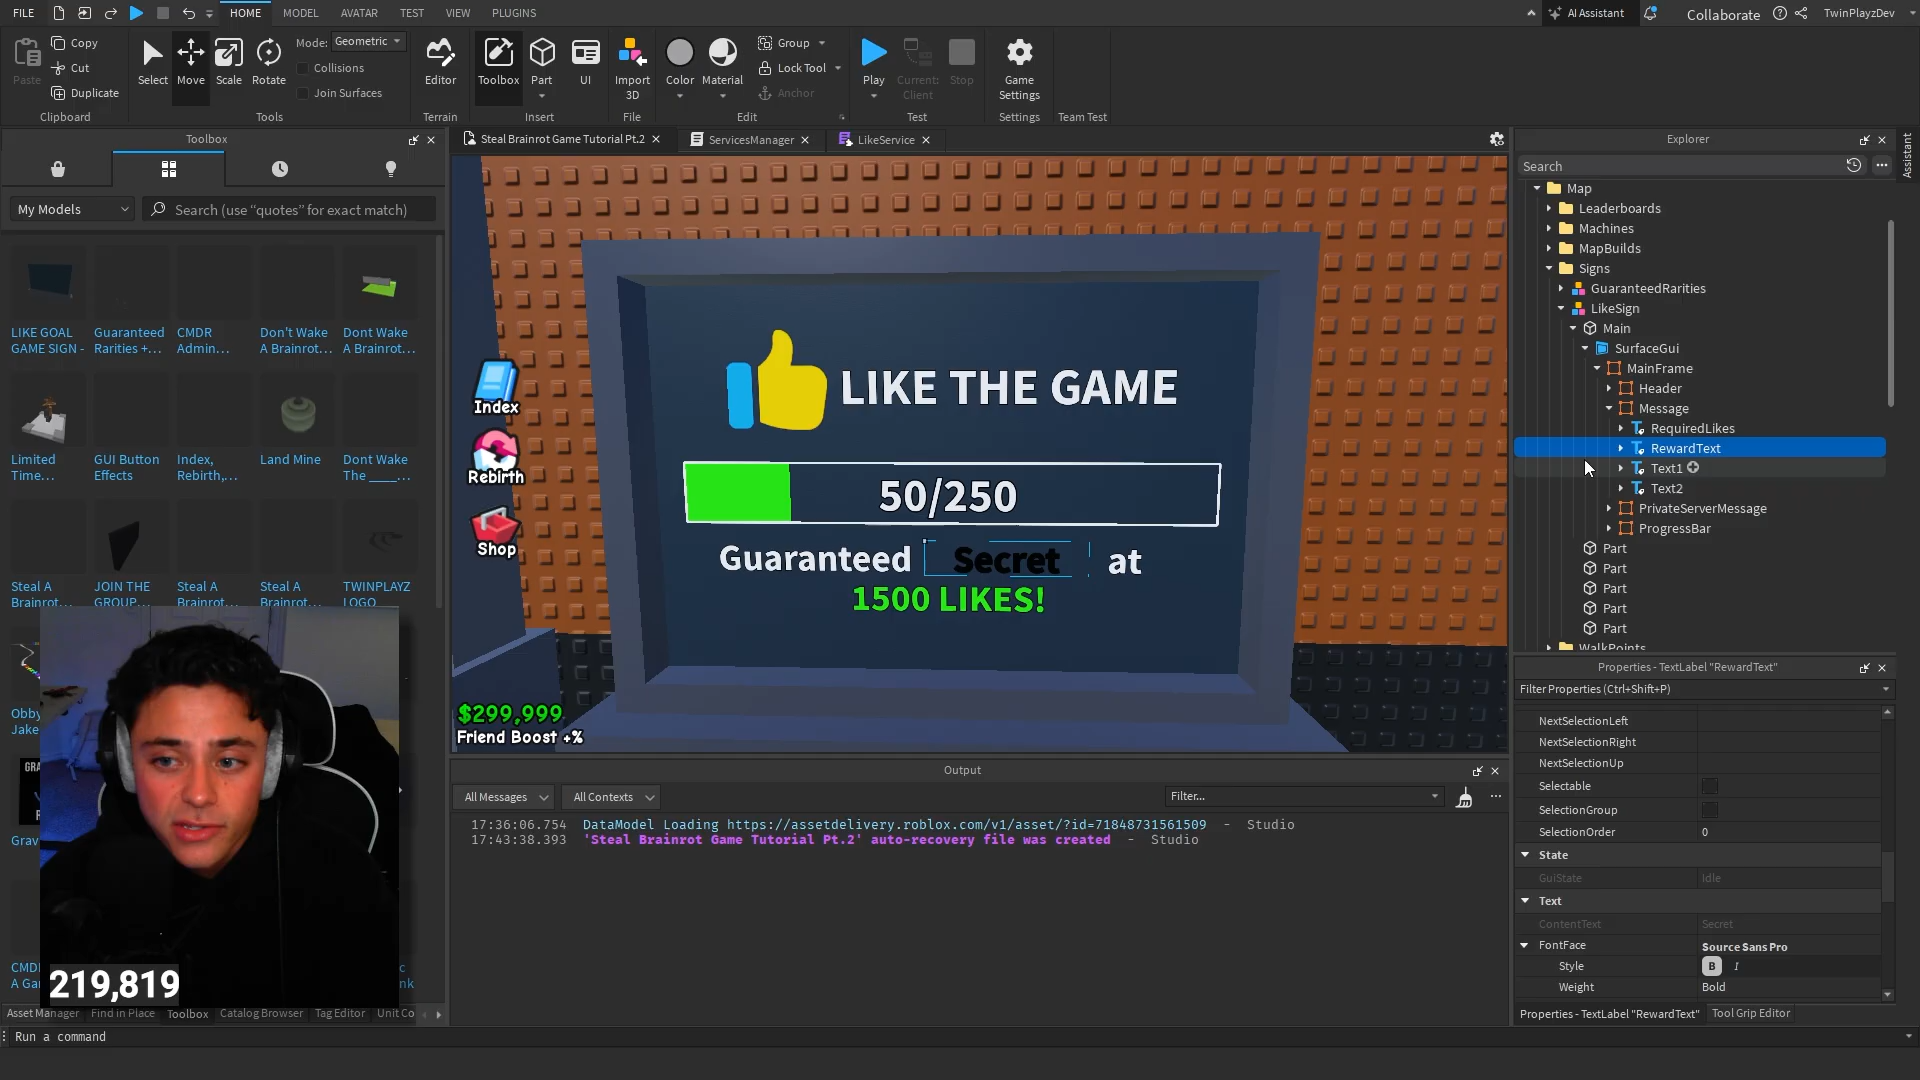 FILE
HOME
MODEL
AVATAR
TEST
VIEW
PLUGINS
AI Assistant
Collaborate
TwinPlayzDev
Paste
Copy
Cut
Duplicate
Clipboard
Select
Move
Scale
Rotate
Mode:
Geometric
Collisions
Join Surfaces
Tools
Editor
Terrain
Toolbox
Part
UI
Insert
Import
3D
File
Color
Material
Group
Lock Tool
Anchor
Edit
Play
Current:
Client
Stop
Test
Game
Settings
Settings
Team Test
Toolbox
My Models
Search (use “quotes” for exact match)
LIKE GOAL
GAME SIGN -
Guaranteed
Rarities +...
CMDR
Admin...
Don't Wake
A Brainrot...
Dont Wake
A Brainrot...
Limited
Time...
GUI Button
Effects
Index,
Rebirth,...
Land Mine
Dont Wake
The ____...
Steal A
Brainrot...
JOIN THE
GROUP...
Steal A
Brainrot...
Steal A
Brainrot...
TWINPLAYZ
LOGO
Obby
Jake
GRA
Grav
CMD
A Ga
219,819
Asset Manager
Find in Place
Toolbox
Catalog Browser
Tag Editor
Unit Co
Steal Brainrot Game Tutorial Pt.2
ServicesManager
LikeService
Index
Rebirth
Shop
LIKE THE GAME
50/250
Guaranteed Secret at
1500 LIKES!
$299,999
Friend Boost +%
Output
All Messages
All Contexts
Filter...
17:36:06.754 DataModel Loading https://assetdelivery.roblox.com/v1/asset/?id=71848731561509 - Studio
17:43:38.393 'Steal Brainrot Game Tutorial Pt.2' auto-recovery file was created - Studio
Explorer
Assistant
Search
Map
Leaderboards
Machines
MapBuilds
Signs
GuaranteedRarities
LikeSign
Main
SurfaceGui
MainFrame
Header
Message
RequiredLikes
RewardText
Text1
Text2
PrivateServerMessage
ProgressBar
Part
Part
Part
Part
Part
WalkPoints
Properties - TextLabel "RewardText"
Filter Properties (Ctrl+Shift+P)
NextSelectionLeft
NextSelectionRight
NextSelectionUp
Selectable
SelectionGroup
SelectionOrder 0
State
GuiState Idle
Text
ContentText Secret
FontFace Source Sans Pro
Style B I
Weight Bold
Properties - TextLabel "RewardText"
Tool Grip Editor
Run a command